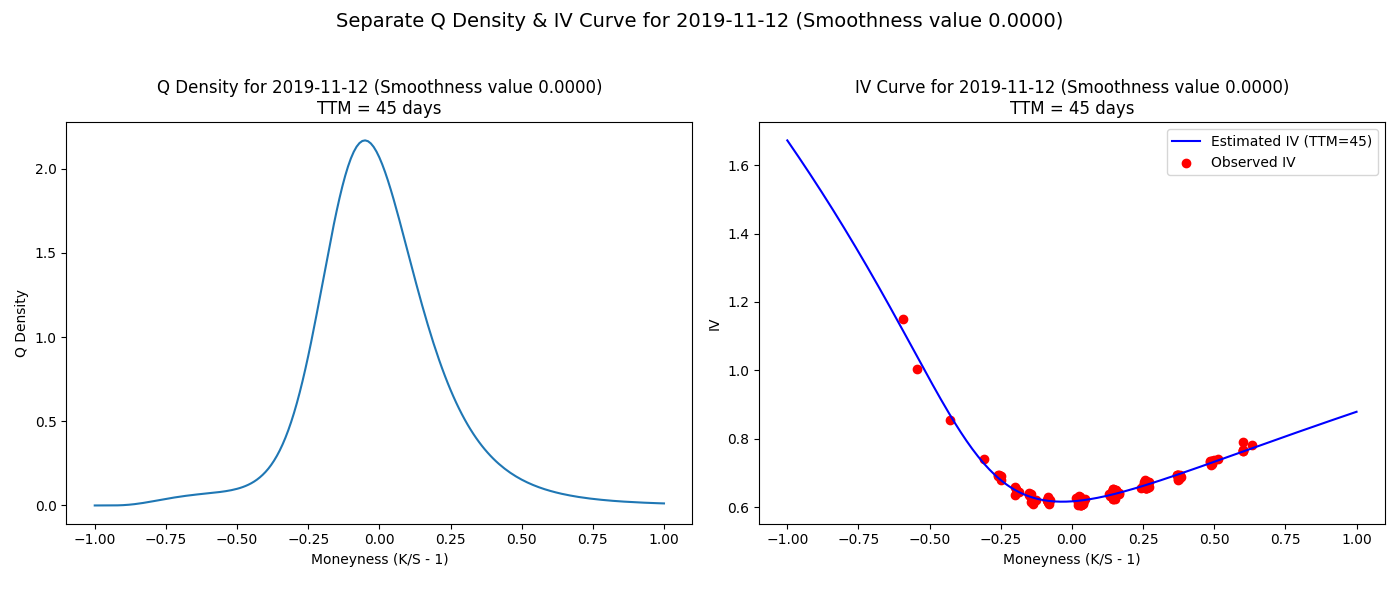 Separate Q Density & IV Curve for 2019-11-12 (Smoothness value 0.0000)
Q Density for 2019-11-12 (Smoothness value 0.0000)
TTM = 45 days
2.0
1.5
1.0
0.5
0.0
Q Density
−1.00
−0.75
−0.50
−0.25
0.00
0.25
0.50
0.75
1.00
Moneyness (K/S - 1)
IV Curve for 2019-11-12 (Smoothness value 0.0000)
TTM = 45 days
Estimated IV (TTM=45)
Observed IV
1.6
1.4
1.2
1.0
0.8
0.6
IV
−1.00
−0.75
−0.50
−0.25
0.00
0.25
0.50
0.75
1.00
Moneyness (K/S - 1)